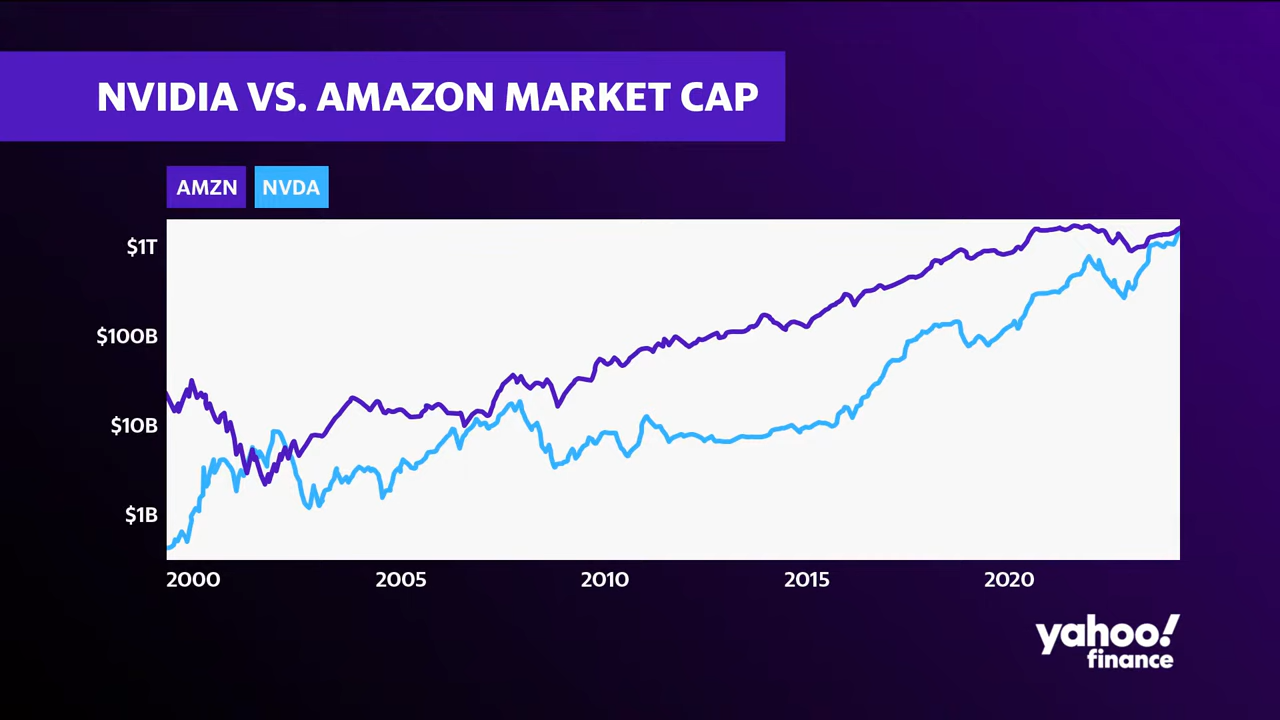 NVIDIA VS. AMAZON MARKET CAP
AMZN NVDA
$1T
$100B
$10B
$1B
2000 2005 2010 2015 2020
yahoo!
finance